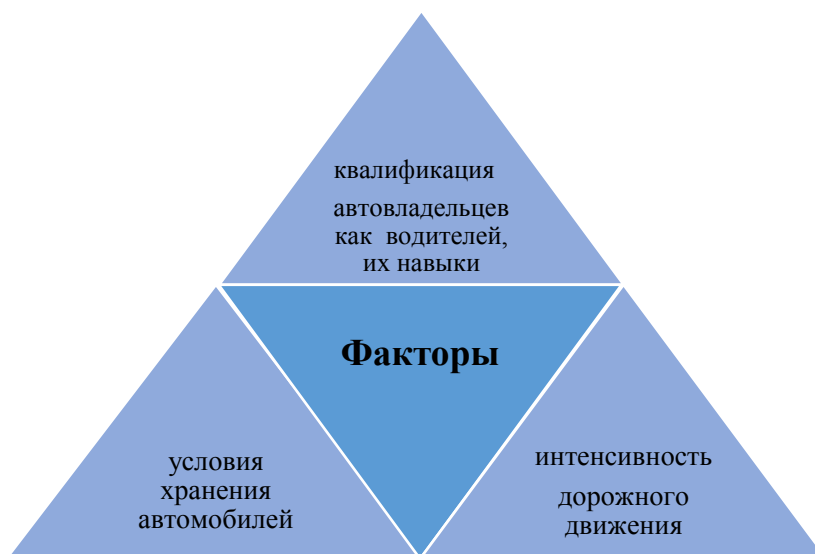 квалификация
автовладельцев
как водителей,
их навыки
Факторы
условия
хранения
автомобилей
интенсивность
дорожного
движения